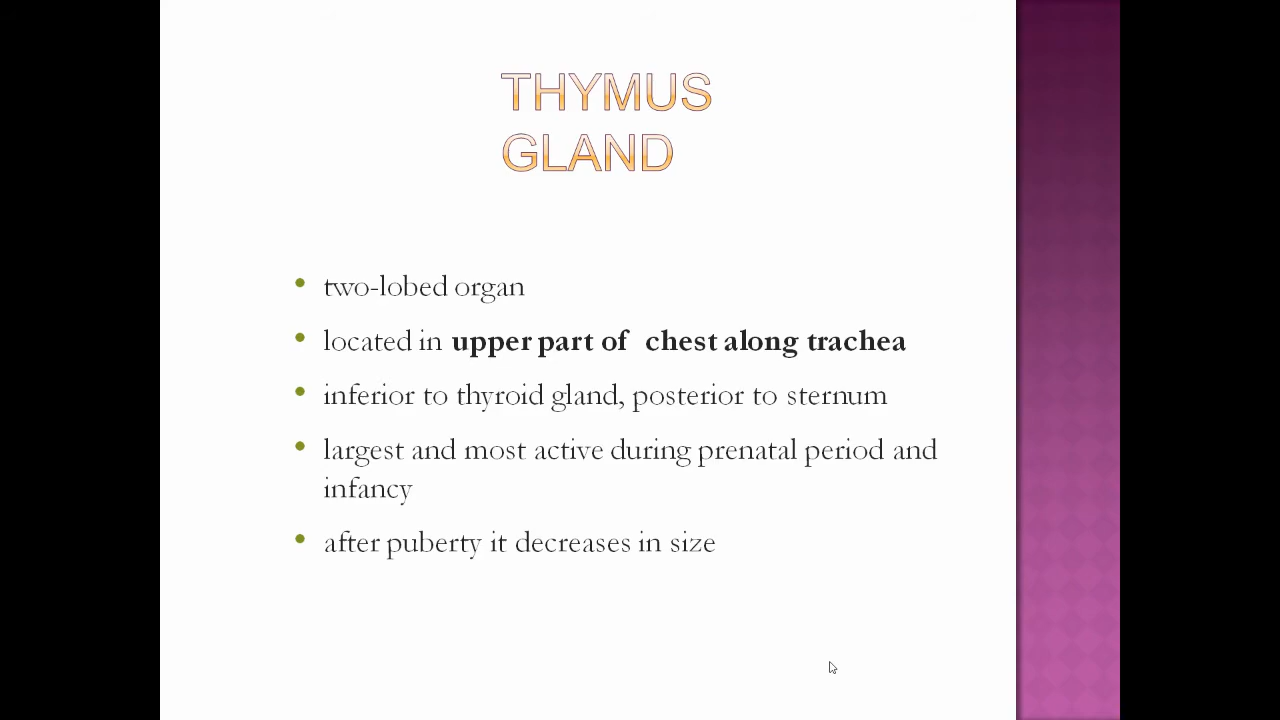 THYMUS
GLAND
• two-lobed organ
• located in upper part of  chest along trachea
• inferior to thyroid gland, posterior to sternum
• largest and most active during prenatal period and
infancy
• after puberty it decreases in size